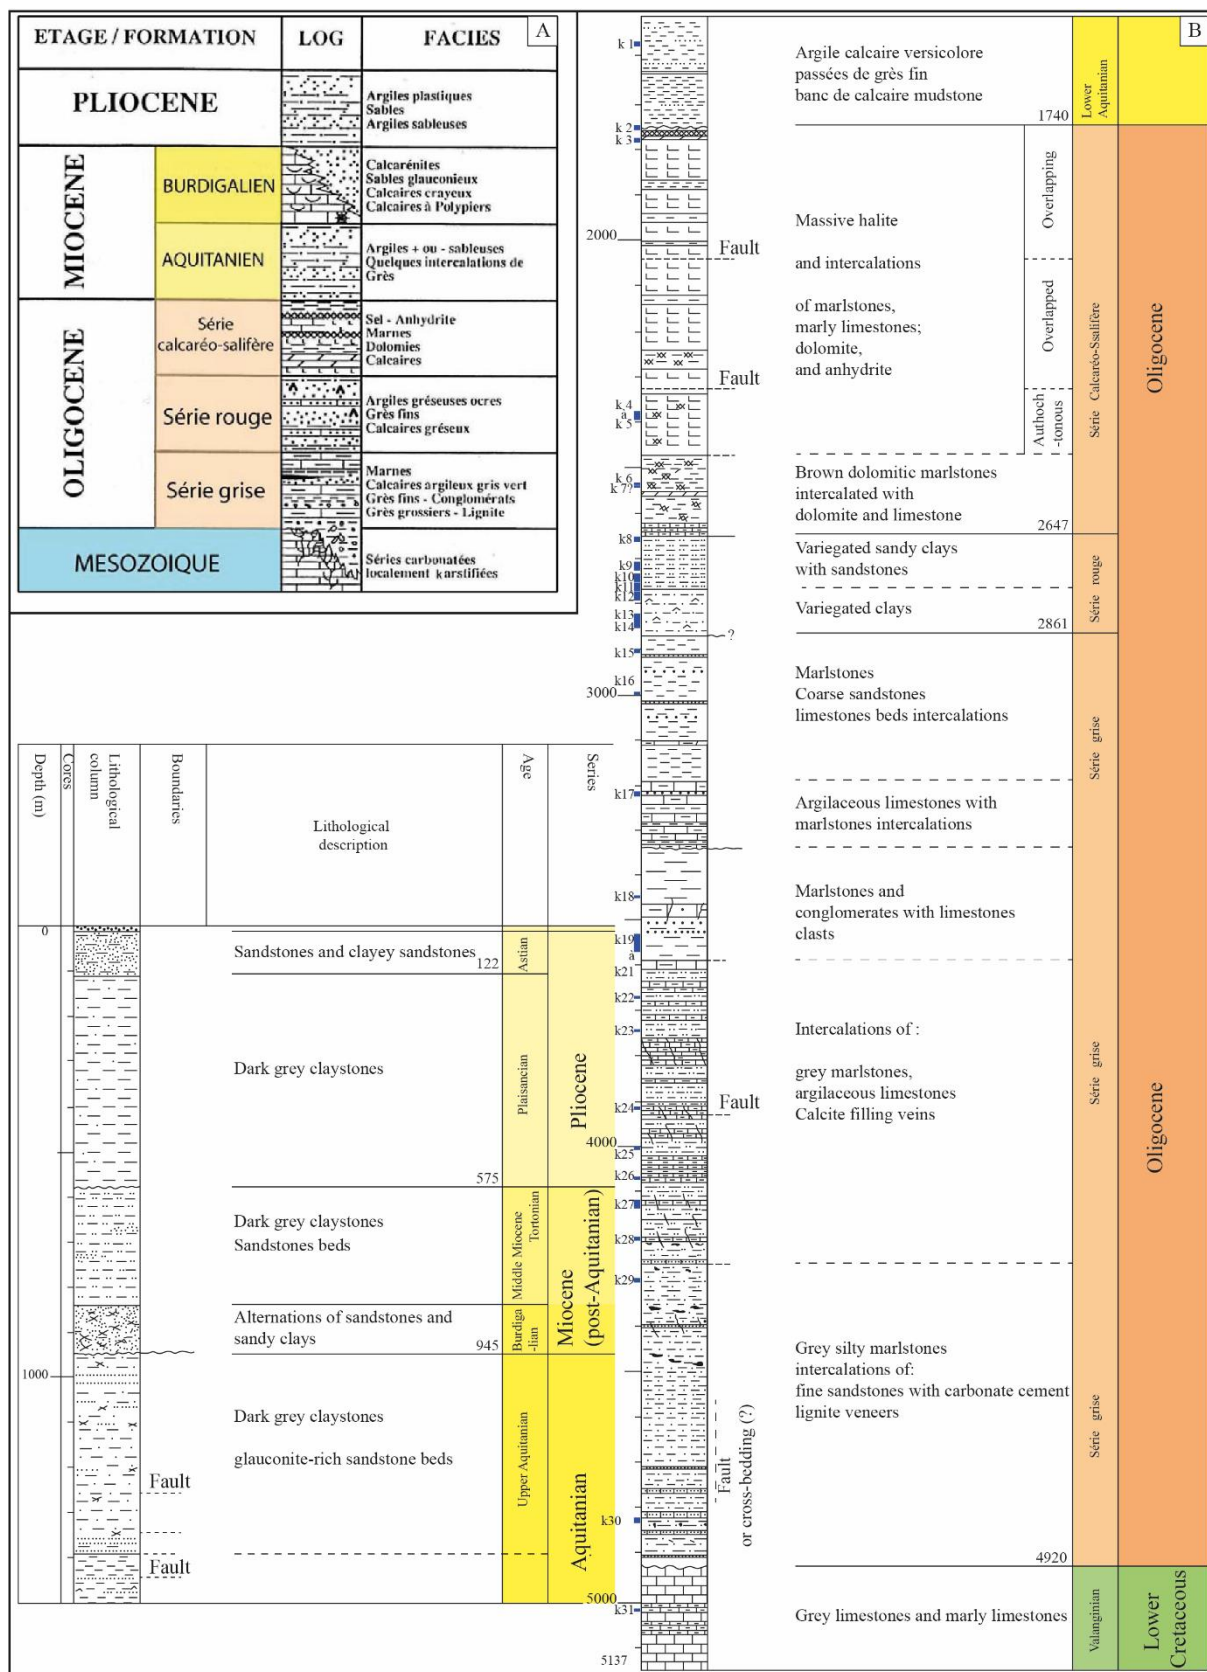 A
ETAGE / FORMATION LOG FACIES
PLIOCENE
Argiles plastiques
Sables
Argiles sableuses
MIOCENE
BURDIGALIEN
Calcarénites
Sables glauconieux
Calcaires crayeux
Calcaires à Polypiers
AQUITANIEN
Argiles + ou - sableuses
Quelques intercalations de
Grès
OLIGOCENE
Série
calcaréo-salifère
Sel - Anhydrite
Marnes
Dolomies
Calcaires
Série rouge
Argiles gréseuses ocres
Grès fins
Calcaires gréseux
Série grise
Marnes
Calcaires argileux gris vert
Grès fins - Conglomérats
Grès grossiers - Lignite
MESOZOIQUE
Séries carbonatées
localement karstifiées
Depth (m)
Cores
Lithological
column
Boundaries
Lithological
description
Age
Series
0
Sandstones and clayey sandstones
122
Astian
Dark grey claystones
575
Plaisancian
Pliocene
Dark grey claystones
Sandstones beds
Middle Miocene
Tortonian
Alternations of sandstones and
sandy clays
945
Burdiga
-lian
Miocene
(post-Aquitanian)
1000
Dark grey claystones
glauconite-rich sandstone beds
Fault
Fault
Upper Aquitanian
Aquitanian
B
k 1
Argile calcaire versicolore
passées de grès fin
banc de calcaire mudstone
1740
Lower
Aquitanian
k 2
k 3
2000
Fault
Massive halite
and intercalations
of marlstones,
marly limestones;
dolomite,
and anhydrite
Overlapping
Overlapped
Authoch
-tonous
Fault
k 4
à
k 5
Série Calcaréo-Ssalifère
Oligocene
k 6
k 7?
Brown dolomitic marlstones
intercalated with
dolomite and limestone
2647
k8
k9
k10
k11
Variegated sandy clays
with sandstones
k12
k13
k14
Variegated clays
2861
Série rouge
?
k15
k16
3000
Marlstones
Coarse sandstones
limestones beds intercalations
Série grise
k17
Argilaceous limestones with
marlstones intercalations
k18
k19
à
Marlstones and
conglomerates with limestones
clasts
k21
k22
k23
k24
Fault
4000
k25
k26
k27
k28
Intercalations of :
grey marlstones,
argilaceous limestones
Calcite filling veins
Série grise
Oligocene
k29
Fault
or cross-bedding (?)
k30
Grey silty marlstones
intercalations of:
fine sandstones with carbonate cement
lignite veneers
4920
Série grise
5000
k31
5137
Grey limestones and marly limestones
Valanginian
Lower
Cretaceous